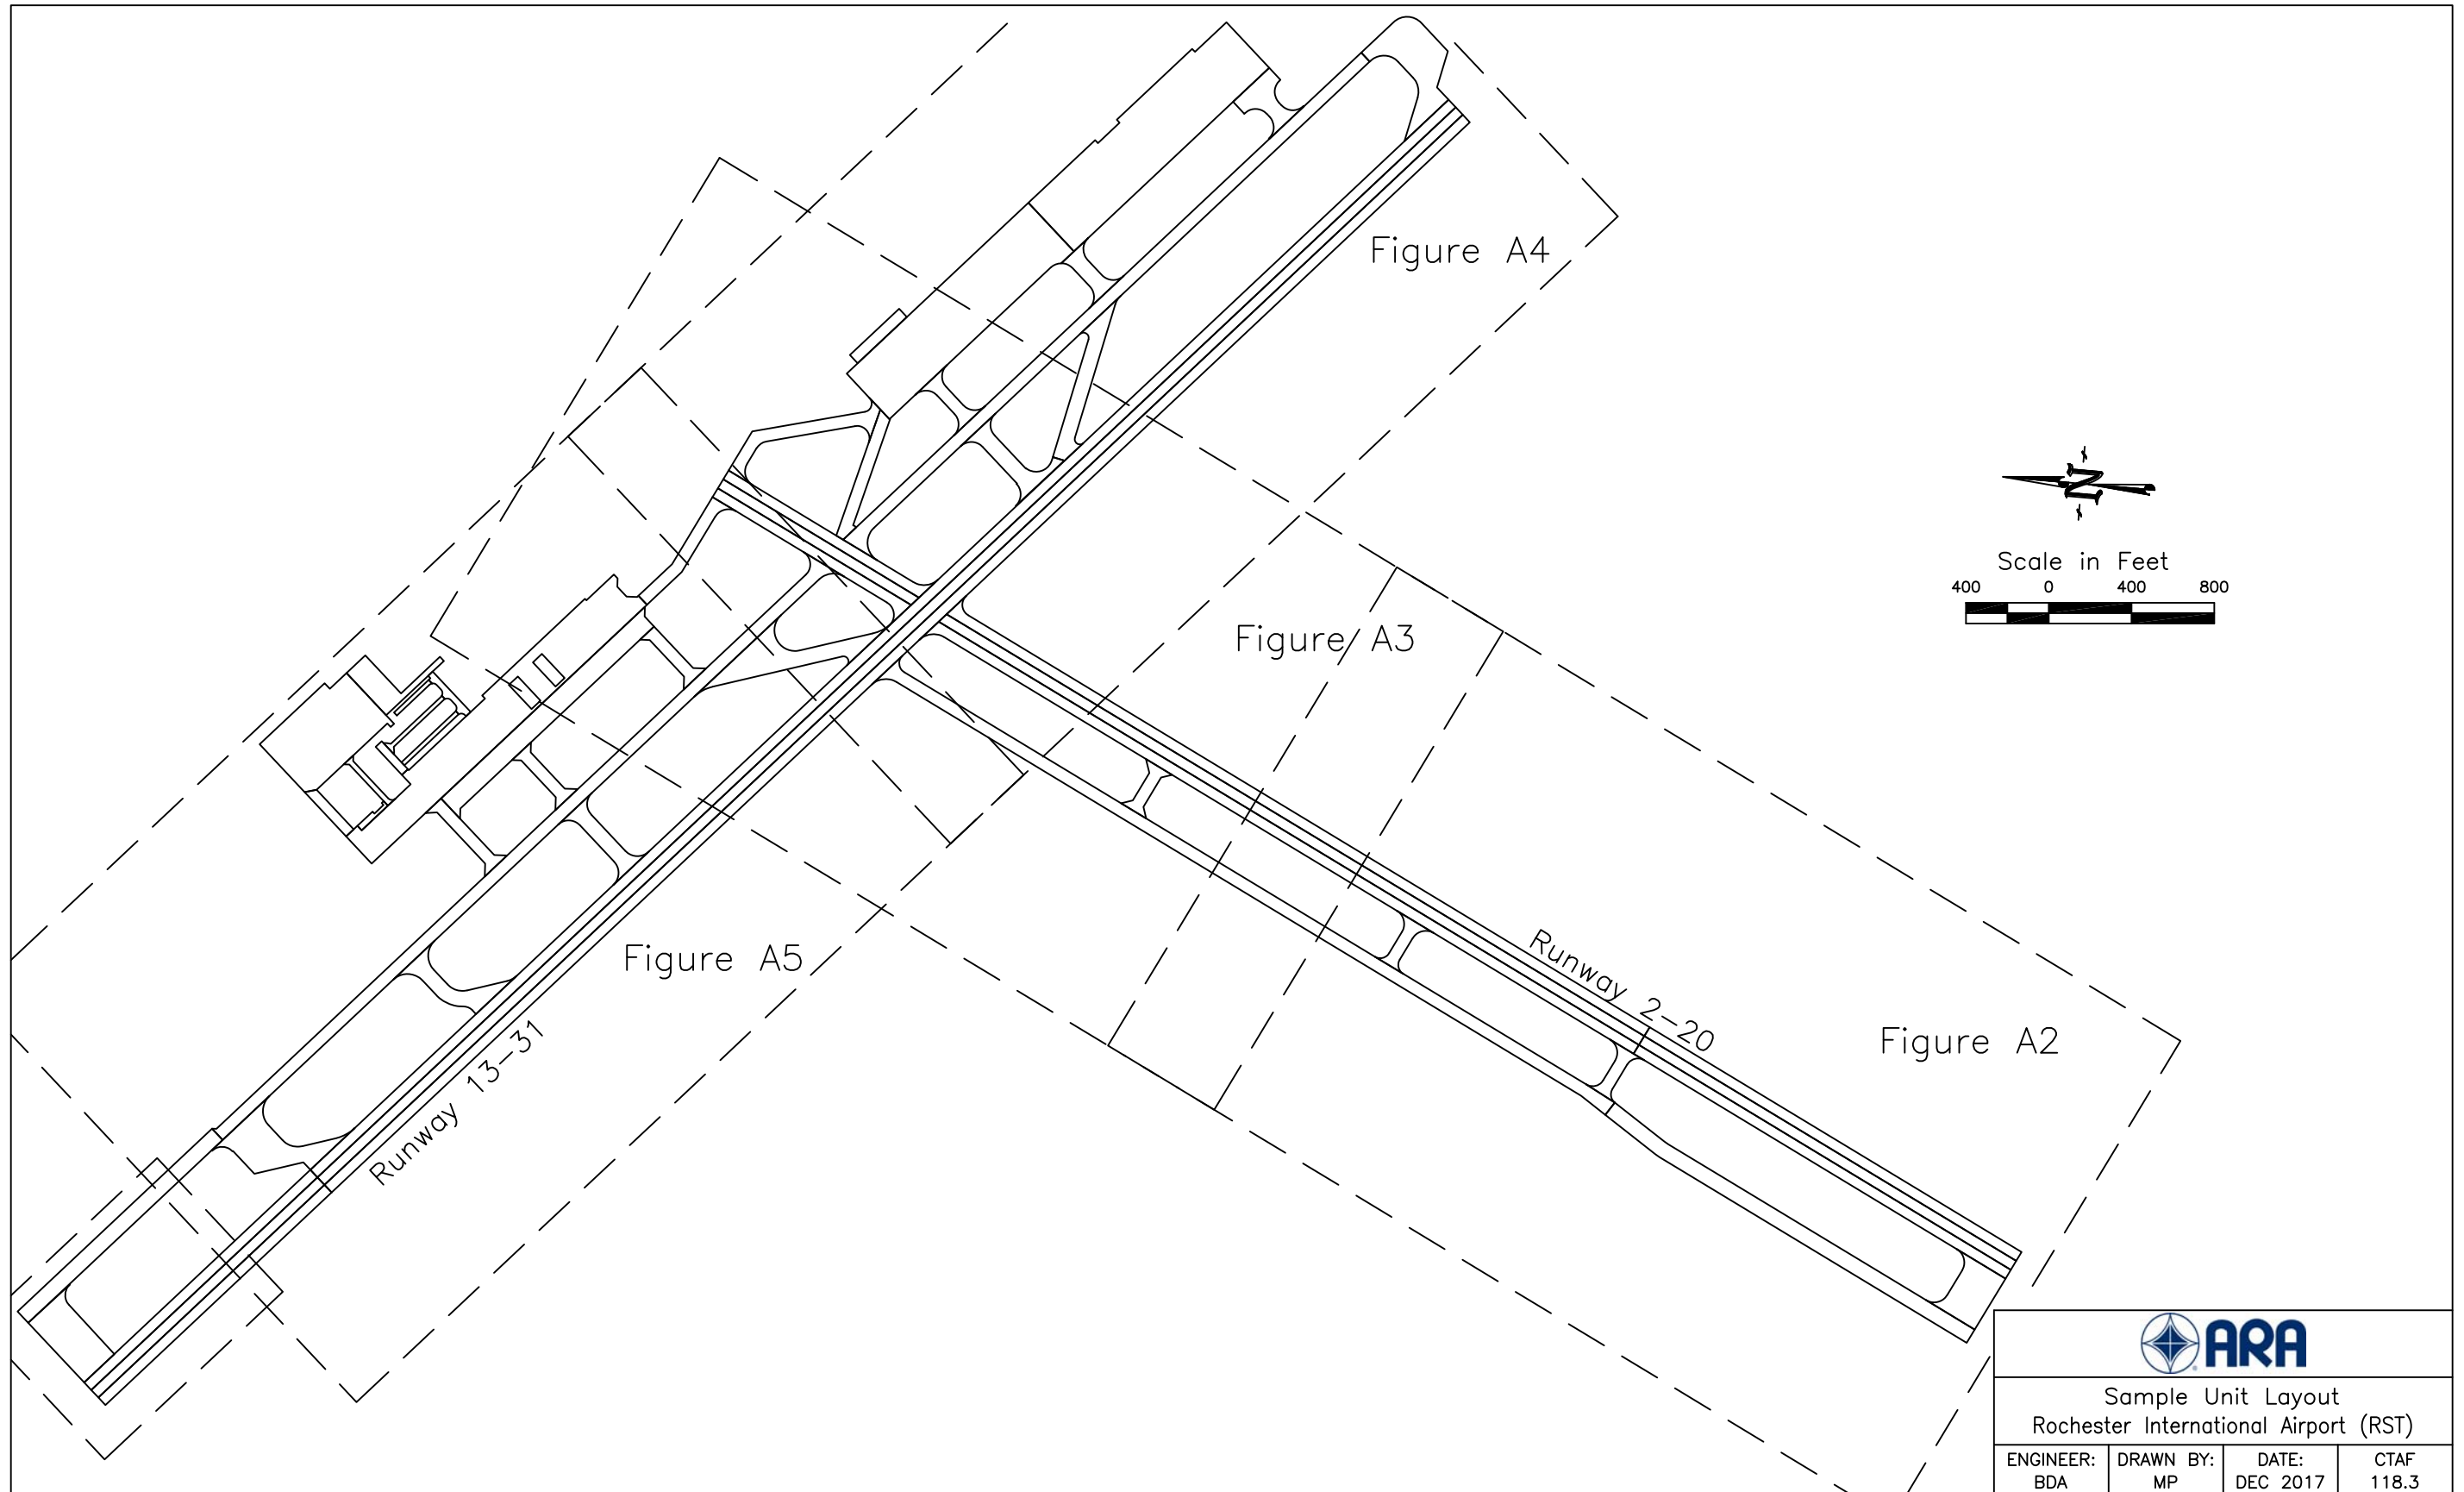 Figure A4
Scale in Feet
400 0 400 800
Figure A3
Figure A5
Runway 2-20
Figure A2
Runway 13-31
N
ARA
Sample Unit Layout
Rochester International Airport (RST)
ENGINEER: BDA
DRAWN BY: MP
DATE: DEC 2017
CTAF 118.3